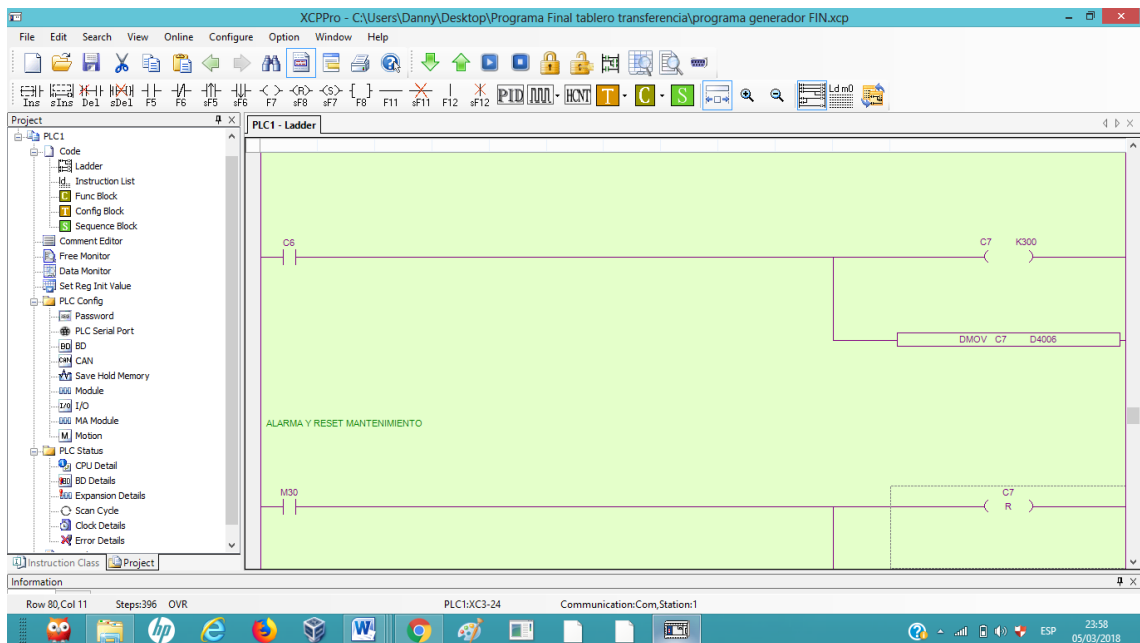 XCPPro - C:\Users\Danny\Desktop\Programa Final tablero transferencia\programa generador FIN.xcp
File Edit Search View Online Configure Option Window Help
Ins sIns Del sDel F5 F6 sF5 sF6 F7 sF8 sF7 F8 F11 sF11 F12 sF12 PID HCNT T C S Ld m0
Project
PLC1 - Ladder
PLC1
Code
Ladder
Instruction List
Func Block
Config Block
Sequence Block
Comment Editor
Free Monitor
Data Monitor
Set Reg Init Value
PLC Config
Password
PLC Serial Port
BD
CAN
Save Hold Memory
Module
I/O
MA Module
Motion
PLC Status
CPU Detail
BD Details
Expansion Details
Scan Cycle
Clock Details
Error Details
Instruction Class Project
C6
C7 K300
DMOV C7 D4006
ALARMA Y RESET MANTENIMIENTO
M30
C7
R
Information
Row 80,Col 11 Steps:396 OVR PLC1:XC3-24 Communication:Com,Station:1
ESP
23:58
05/03/2018